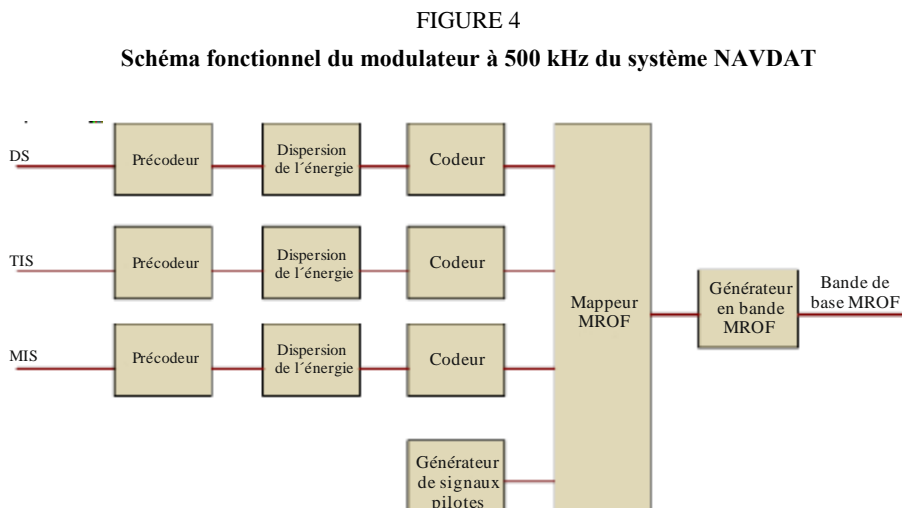 FIGURE 4
Schéma fonctionnel du modulateur à 500 kHz du système NAVDAT
DS
Précodeur
Dispersion
de l´énergie
Codeur
TIS
Précodeur
Dispersion
de l´énergie
Codeur
MIS
Précodeur
Dispersion
de l´énergie
Codeur
Générateur
de signaux
pilotes
Mappeur
MROF
Générateur
en bande
MROF
Bande de
base MROF